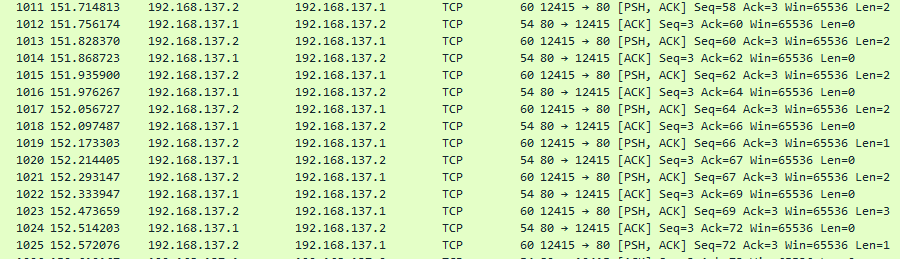 1011 151.714813 192.168.137.2 192.168.137.1 TCP 60 12415 → 80 [PSH, ACK] Seq=58 Ack=3 Win=65536 Len=2
1012 151.756174 192.168.137.1 192.168.137.2 TCP 54 80 → 12415 [ACK] Seq=3 Ack=60 Win=65536 Len=0
1013 151.828370 192.168.137.2 192.168.137.1 TCP 60 12415 → 80 [PSH, ACK] Seq=60 Ack=3 Win=65536 Len=2
1014 151.868723 192.168.137.1 192.168.137.2 TCP 54 80 → 12415 [ACK] Seq=3 Ack=62 Win=65536 Len=0
1015 151.935900 192.168.137.2 192.168.137.1 TCP 60 12415 → 80 [PSH, ACK] Seq=62 Ack=3 Win=65536 Len=2
1016 151.976267 192.168.137.1 192.168.137.2 TCP 54 80 → 12415 [ACK] Seq=3 Ack=64 Win=65536 Len=0
1017 152.056727 192.168.137.2 192.168.137.1 TCP 60 12415 → 80 [PSH, ACK] Seq=64 Ack=3 Win=65536 Len=2
1018 152.097487 192.168.137.1 192.168.137.2 TCP 54 80 → 12415 [ACK] Seq=3 Ack=66 Win=65536 Len=0
1019 152.173303 192.168.137.2 192.168.137.1 TCP 60 12415 → 80 [PSH, ACK] Seq=66 Ack=3 Win=65536 Len=1
1020 152.214405 192.168.137.1 192.168.137.2 TCP 54 80 → 12415 [ACK] Seq=3 Ack=67 Win=65536 Len=0
1021 152.293147 192.168.137.2 192.168.137.1 TCP 60 12415 → 80 [PSH, ACK] Seq=67 Ack=3 Win=65536 Len=2
1022 152.333947 192.168.137.1 192.168.137.2 TCP 54 80 → 12415 [ACK] Seq=3 Ack=69 Win=65536 Len=0
1023 152.473659 192.168.137.2 192.168.137.1 TCP 60 12415 → 80 [PSH, ACK] Seq=69 Ack=3 Win=65536 Len=3
1024 152.514203 192.168.137.1 192.168.137.2 TCP 54 80 → 12415 [ACK] Seq=3 Ack=72 Win=65536 Len=0
1025 152.572076 192.168.137.2 192.168.137.1 TCP 60 12415 → 80 [PSH, ACK] Seq=72 Ack=3 Win=65536 Len=1